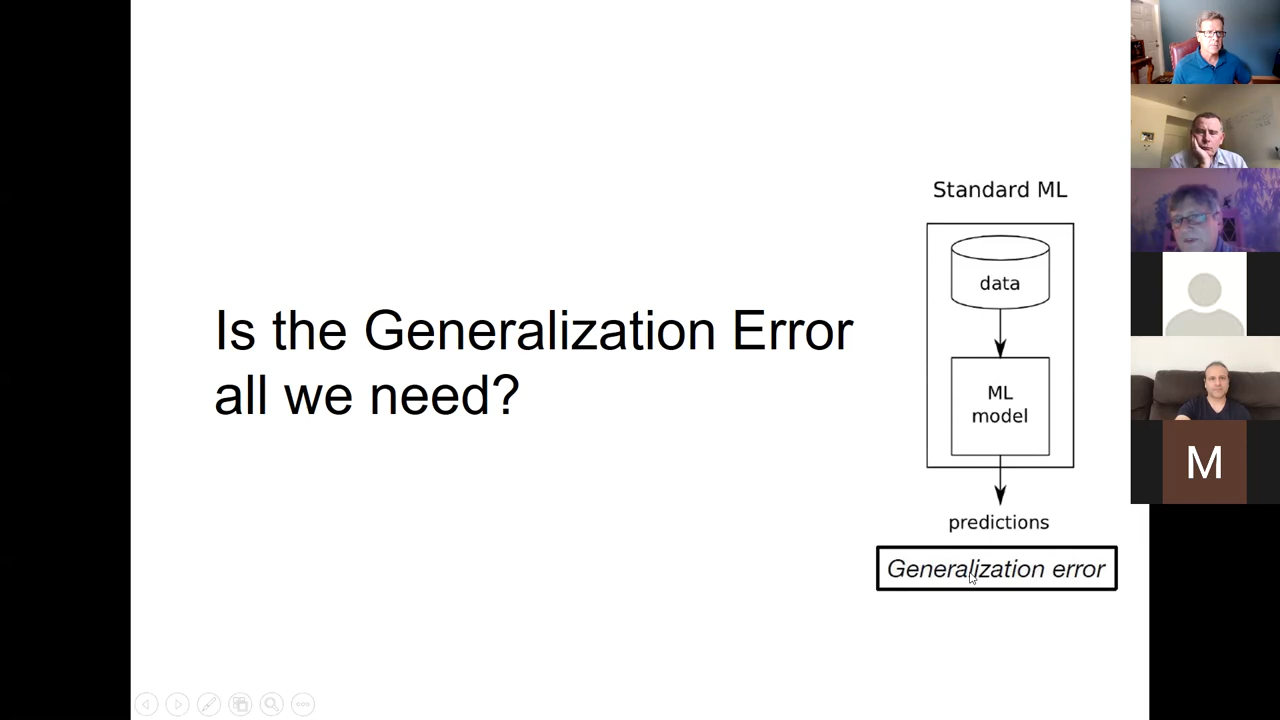 Is the Generalization Error
all we need?
Standard ML
data
ML
model
predictions
Generalization error
M